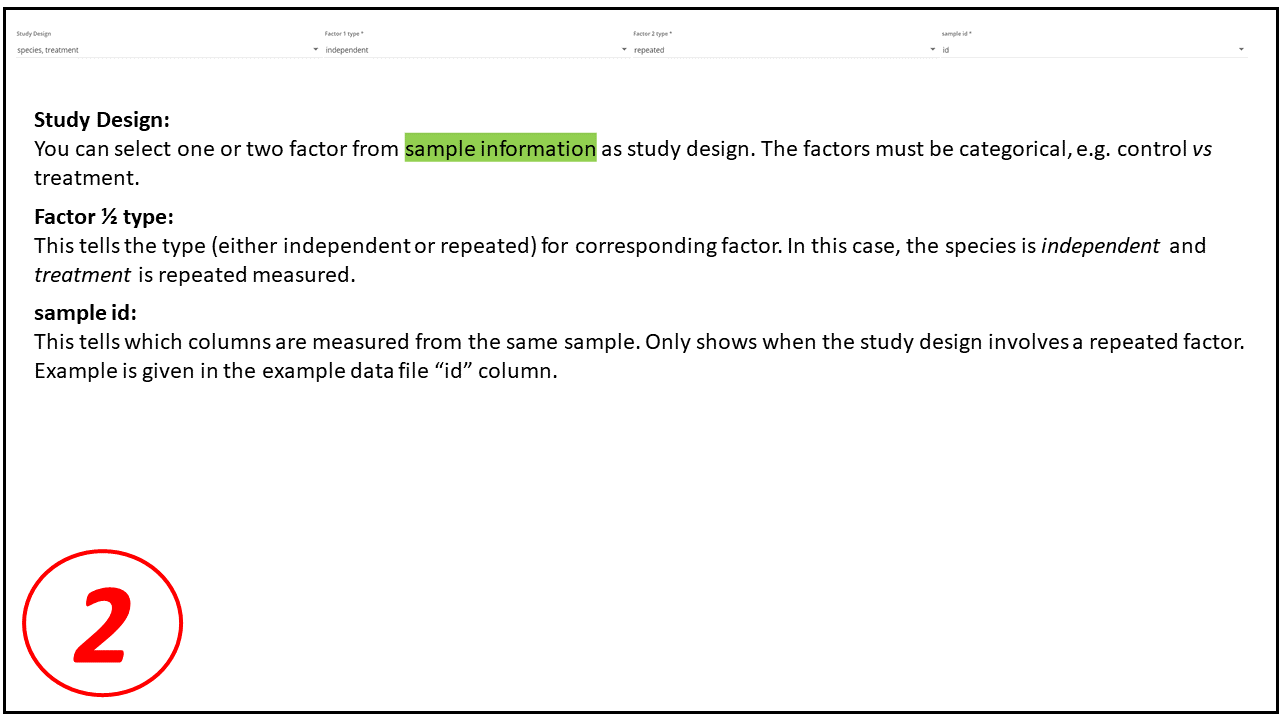 Study Design Factor 1 type * Factor 2 type * sample id *
species, treatment independent repeated id
Study Design:
You can select one or two factor from sample information as study design. The factors must be categorical, e.g. control vs
treatment.
Factor ½ type:
This tells the type (either independent or repeated) for corresponding factor. In this case, the species is independent and
treatment is repeated measured.
sample id:
This tells which columns are measured from the same sample. Only shows when the study design involves a repeated factor.
Example is given in the example data file “id” column.
2